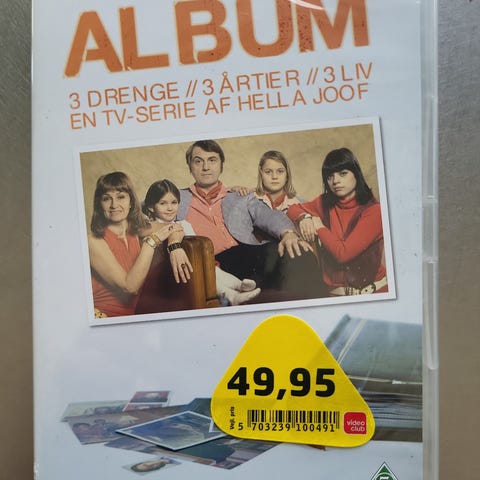 ALBUM
3 DRENGE // 3 ÅRTIER // 3 LIV
EN TV-SERIE AF HELLA JOOF
49,95
Vejl. pris
5 703239 100491
video
club